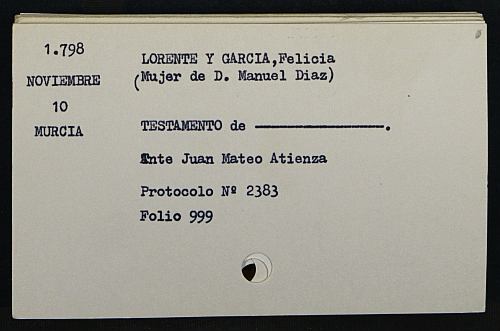 1.798
NOVIEMBRE
10
MURCIA
LORENTE Y GARCIA,Felicia
(Mujer de D. Manuel Diaz)
TESTAMENTO de ——————————.
Ante Juan Mateo Atienza
Protocolo Nº 2383
Folio 999